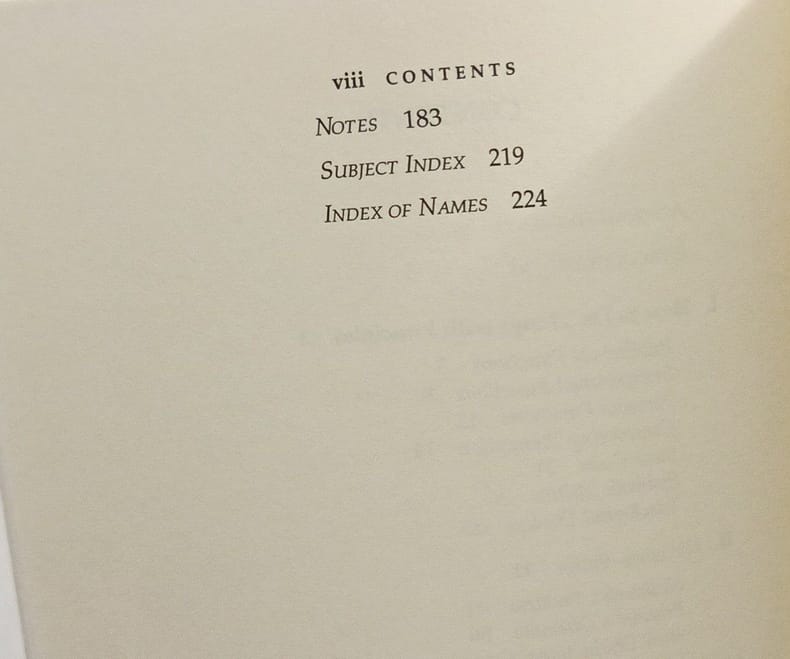 viii CONTENTS
NOTES 183
SUBJECT INDEX 219
INDEX OF NAMES 224